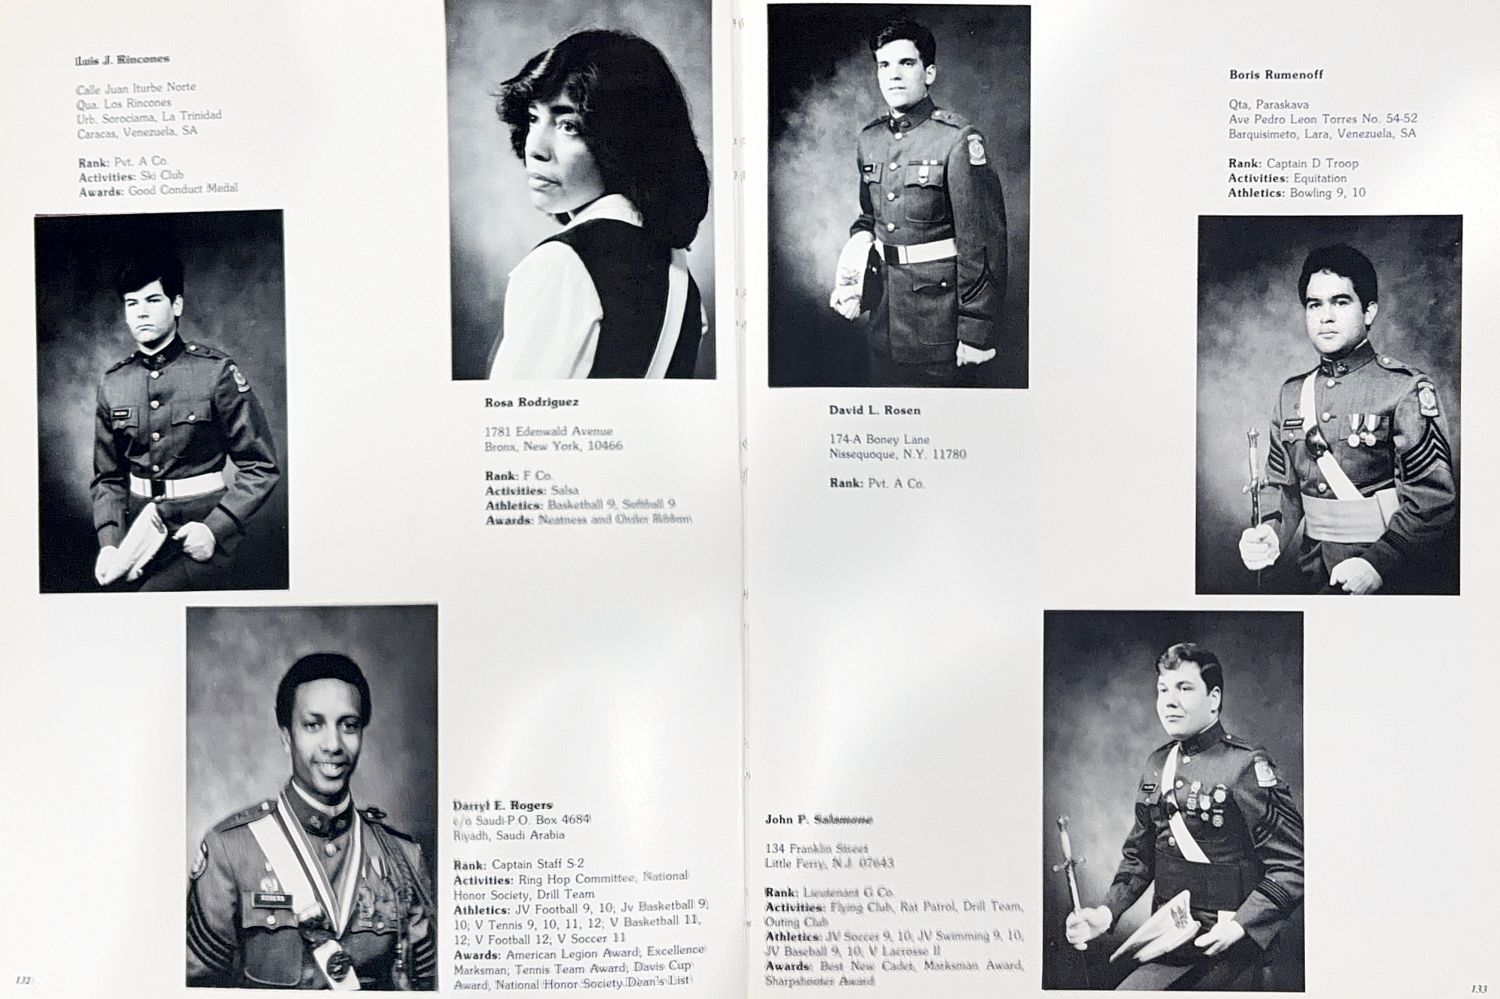 Luis J. Rincones
Calle Juan Iturbe Norte
Qua. Los Rincones
Urb. Sorociama, La Trinidad
Caracas, Venezuela, SA
Rank: Pvt. A Co.
Activities: Ski Club
Awards: Good Conduct Medal
Rosa Rodriguez
1781 Edenwald Avenue
Bronx, New York, 10466
Rank: F Co.
Activities: Salsa
Athletics: Basketball 9, Softball 9
Awards: Neatness and Order Ribbon
Darryl E. Rogers
c/o Saudi P.O. Box 4684
Riyadh, Saudi Arabia
Rank: Captain Staff S-2
Activities: Ring Hop Committee, National
Honor Society, Drill Team
Athletics: JV Football 9, 10; Jv Basketball 9,
10; V Tennis 9, 10, 11, 12; V Basketball 11,
12; V Football 12; V Soccer 11
Awards: American Legion Award; Excellence
Marksman; Tennis Team Award; Davis Cup
Award, National Honor Society/Dean's List
ROGERS
132
David L. Rosen
174-A Boney Lane
Nissequoque, N.Y. 11780
Rank: Pvt. A Co.
Boris Rumenoff
Qta, Paraskava
Ave Pedro Leon Torres No. 54-52
Barquisimeto, Lara, Venezuela, SA
Rank: Captain D Troop
Activities: Equitation
Athletics: Bowling 9, 10
John P. Salamone
134 Franklin Street
Little Ferry, N.J. 07643
Rank: Lieutenant G Co.
Activities: Flying Club, Rat Patrol, Drill Team,
Outing Club
Athletics: JV Soccer 9, 10; JV Swimming 9, 10,
JV Baseball 9, 10, V Lacrosse 11
Awards: Best New Cadet, Marksman Award,
Sharpshooter Award
133